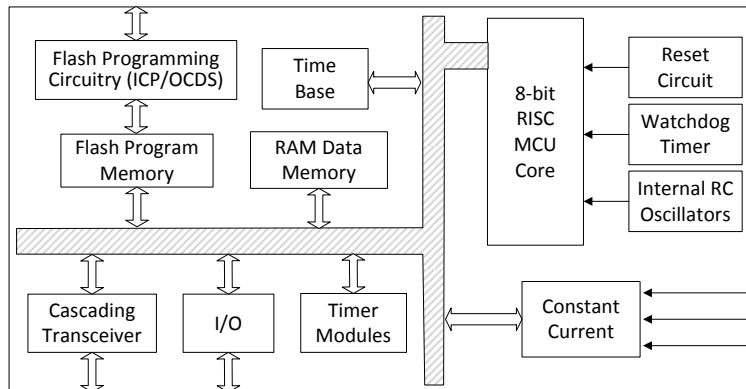 Flash Programming
Circuitry (ICP/OCDS)
Time
Base
8-bit
RISC
MCU
Core
Reset
Circuit
Flash Program
Memory
RAM Data
Memory
Watchdog
Timer
Internal RC
Oscillators
Cascading
Transceiver
I/O
Timer
Modules
Constant
Current